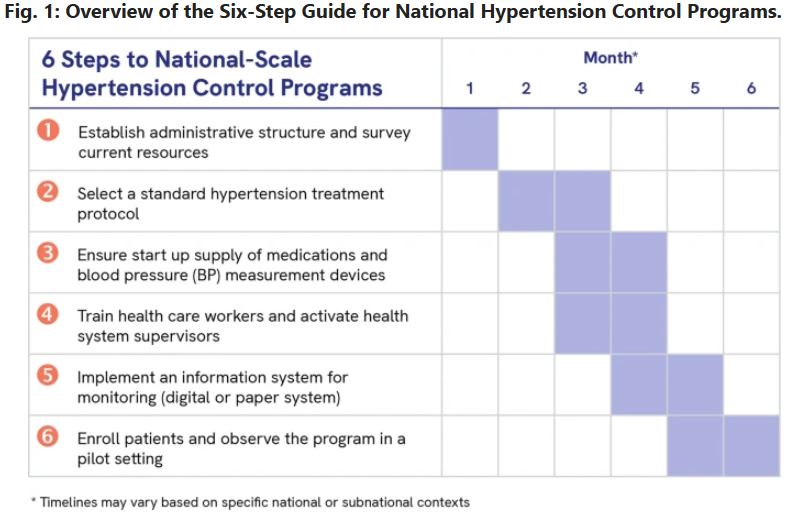 Fig. 1: Overview of the Six-Step Guide for National Hypertension Control Programs.
6 Steps to National-Scale
Hypertension Control Programs
Month*
1 2 3 4 5 6
1 Establish administrative structure and survey
current resources
2 Select a standard hypertension treatment
protocol
3 Ensure start up supply of medications and
blood pressure (BP) measurement devices
4 Train health care workers and activate health
system supervisors
5 Implement an information system for
monitoring (digital or paper system)
6 Enroll patients and observe the program in a
pilot setting
* Timelines may vary based on specific national or subnational contexts